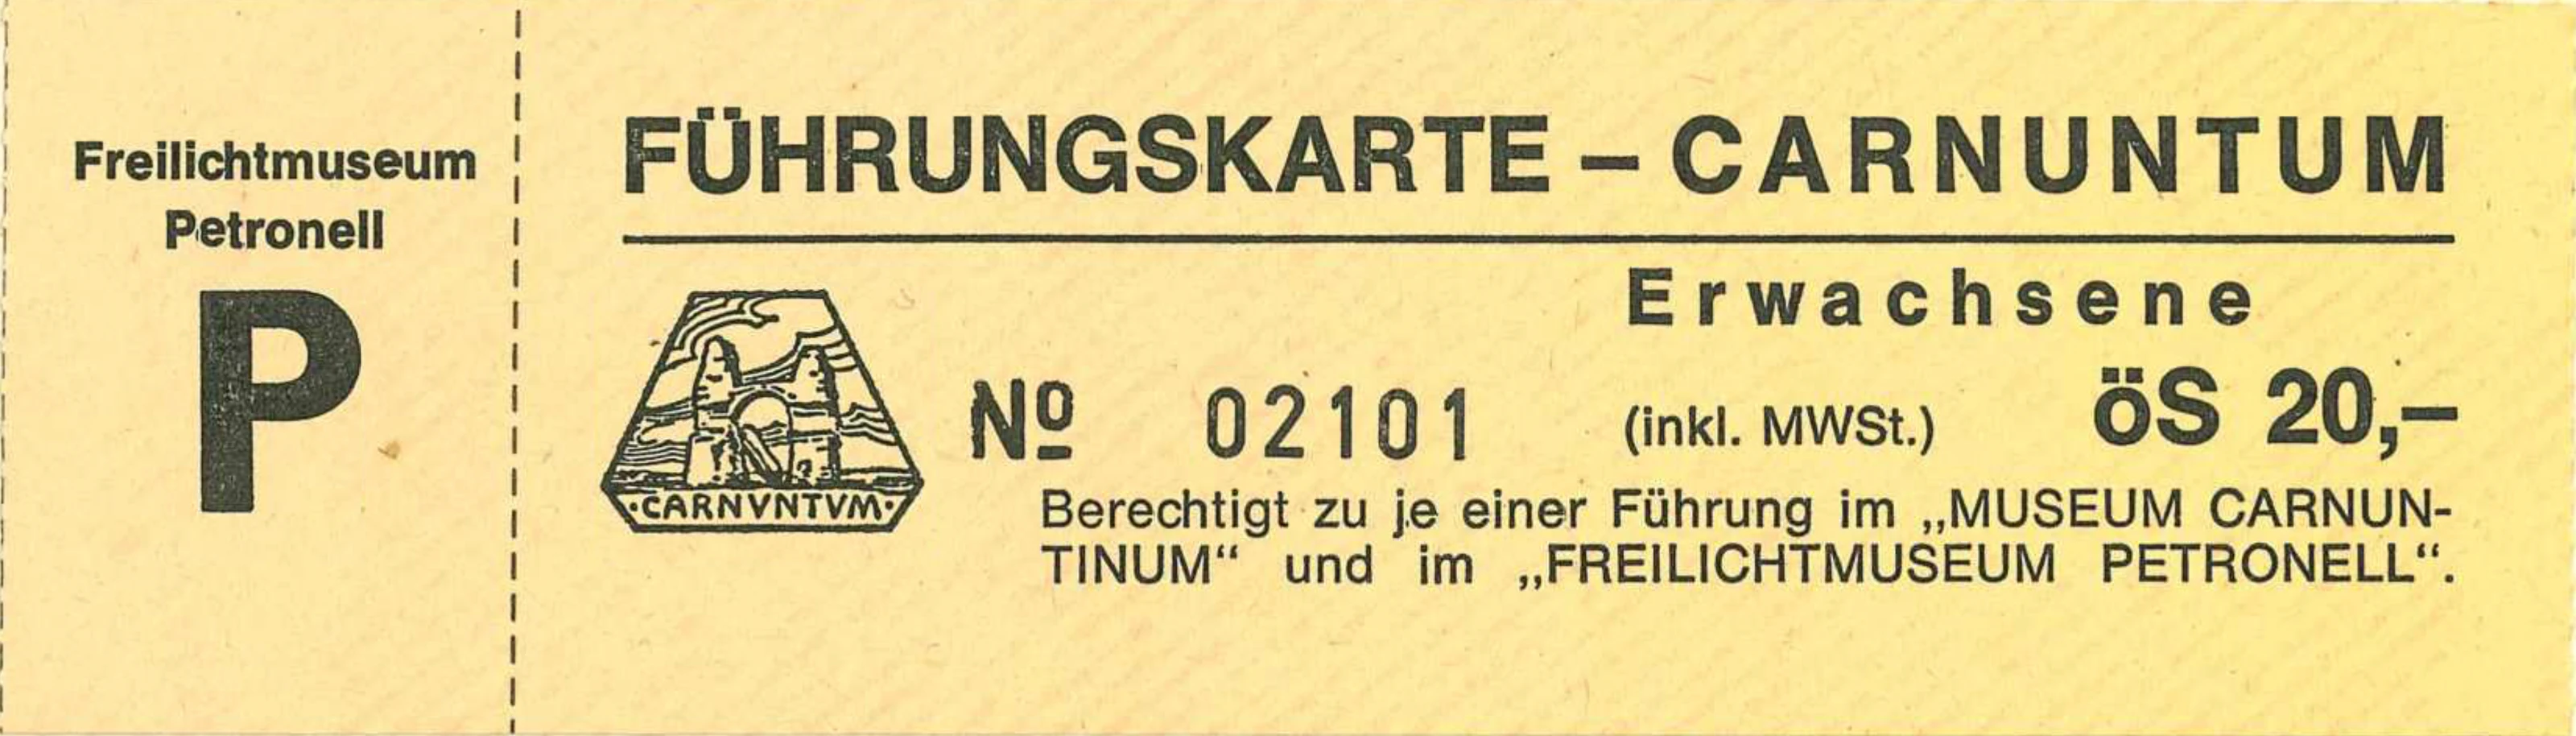 Freilichtmuseum
Petronell
P
FÜHRUNGSKARTE – CARNUNTUM
Erwachsene
·CARNVNTVM·
Nº 02101 (inkl. MWSt.) öS 20,–
Berechtigt zu je einer Führung im „MUSEUM CARNUN-
TINUM“ und im „FREILICHTMUSEUM PETRONELL“.